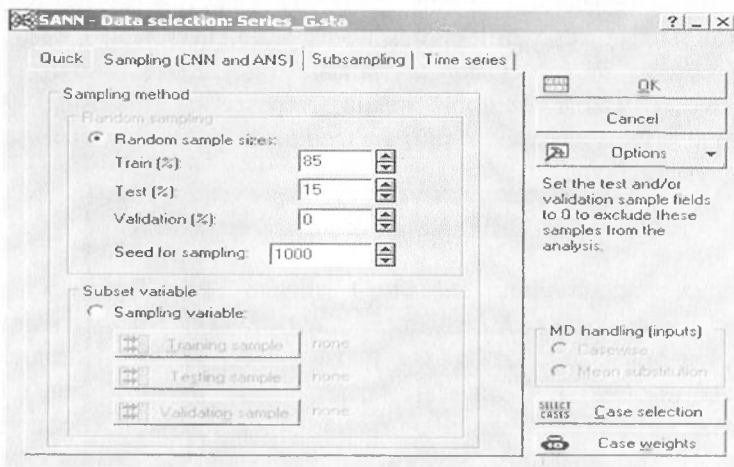 SANN - Data selection: Series_G.sta
Quick
Sampling (CNN and ANS)
Subsampling
Time series
Sampling method
Random sampling
Random sample sizes:
Train (%): 85
Test (%): 15
Validation (%): 0
Seed for sampling: 1000
Subset variable
Sampling variable:
Training sample none
Testing sample none
Validation sample none
OK
Cancel
Options
Set the test and/or
validation sample fields
to 0 to exclude these
samples from the
analysis.
MD handling (inputs)
Casewise
Mean substitution
SELECT
CASES
Case selection
Case weights